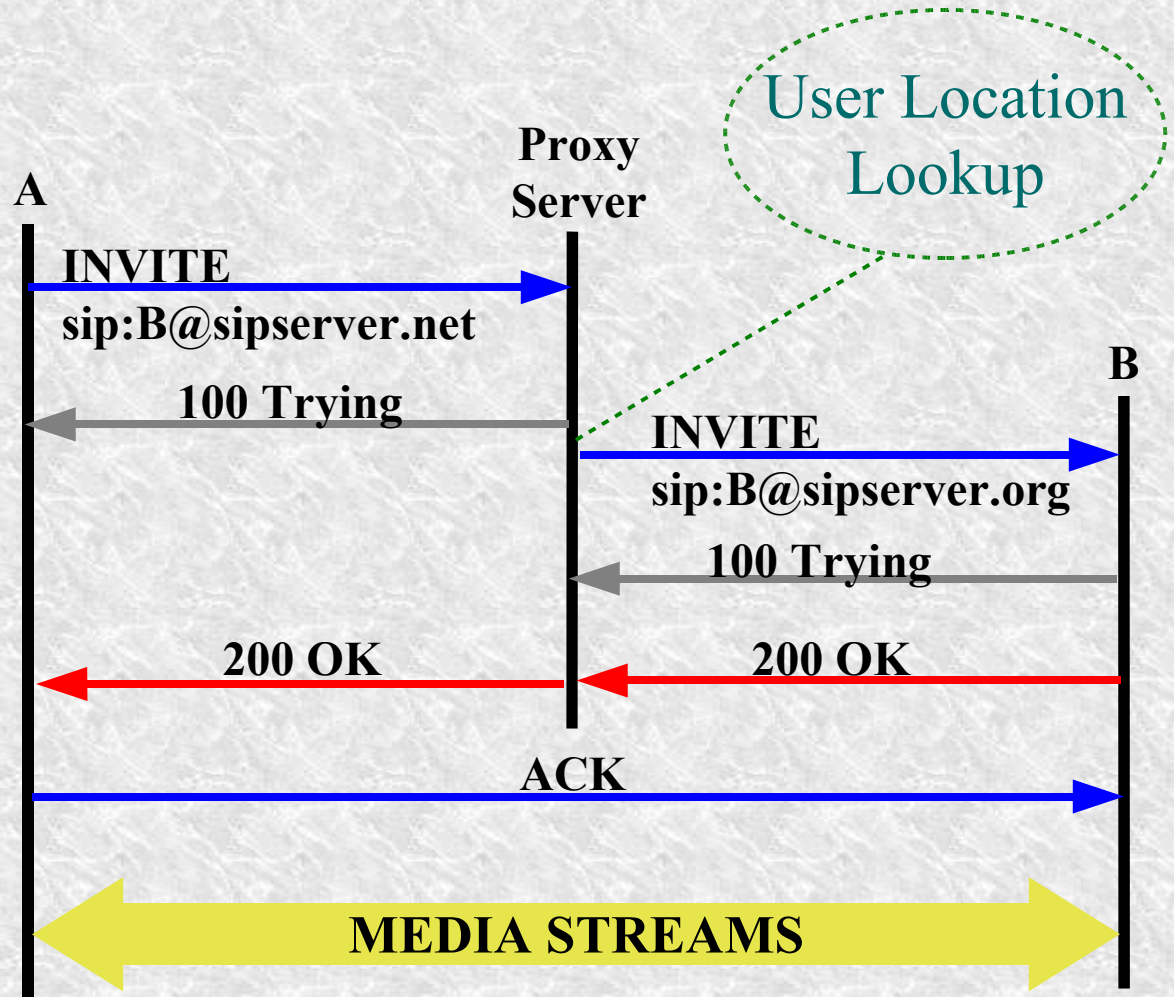 User Location
Lookup
Proxy
Server
A
INVITE
sip:B@sipserver.net
B
100 Trying
INVITE
sip:B@sipserver.org
100 Trying
200 OK
200 OK
ACK
MEDIA STREAMS